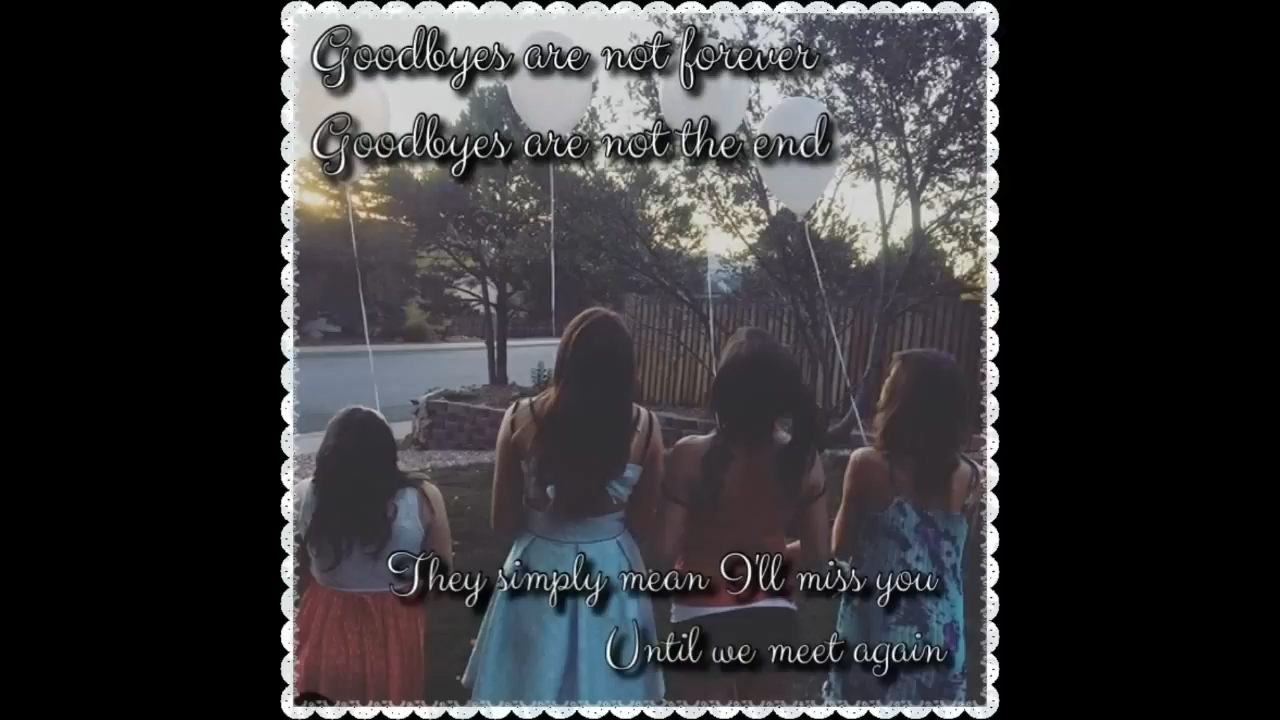 Goodbyes are not forever
Goodbyes are not the end
They simply mean I'll miss you
Until we meet again